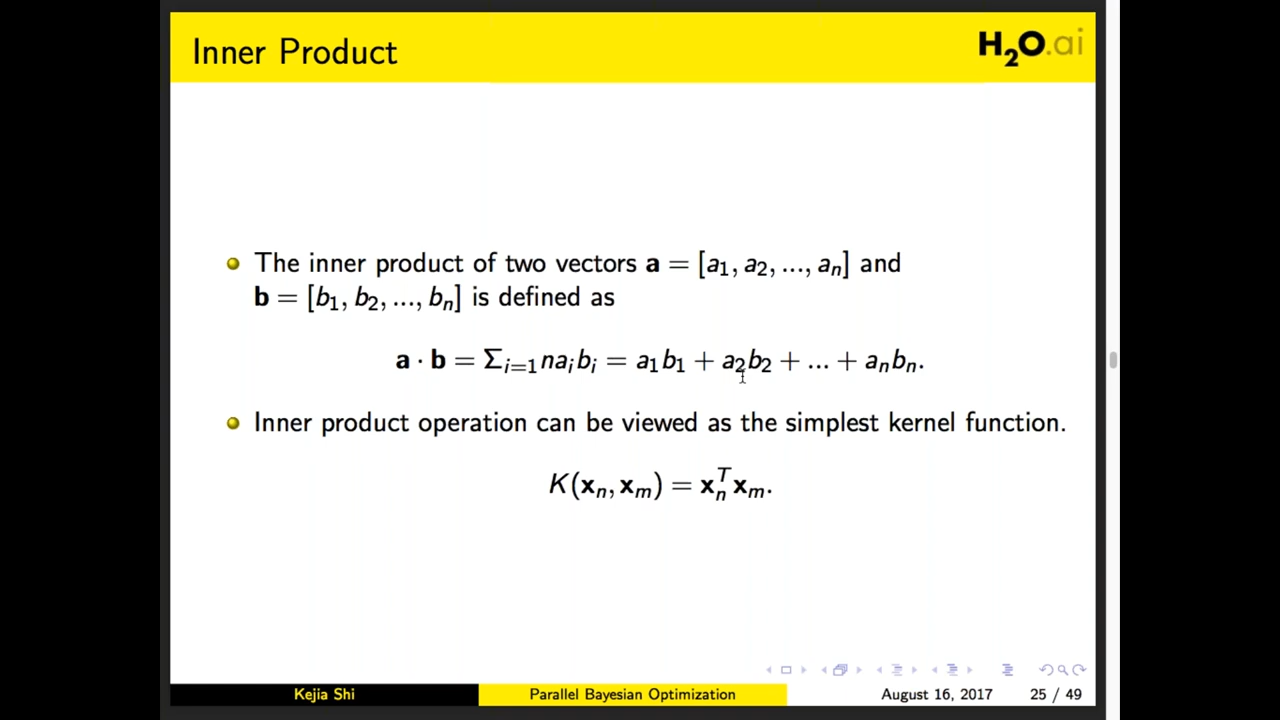 Inner Product
H₂O.ai
The inner product of two vectors a = [a₁, a₂, ..., aₙ] and
b = [b₁, b₂, ..., bₙ] is defined as
a · b = Σᵢ₌₁naᵢbᵢ = a₁b₁ + a₂b₂ + ... + aₙbₙ.
Inner product operation can be viewed as the simplest kernel function.
K(xₙ, xₘ) = xₙᵀxₘ.
Kejia Shi
Parallel Bayesian Optimization
August 16, 2017
25 / 49